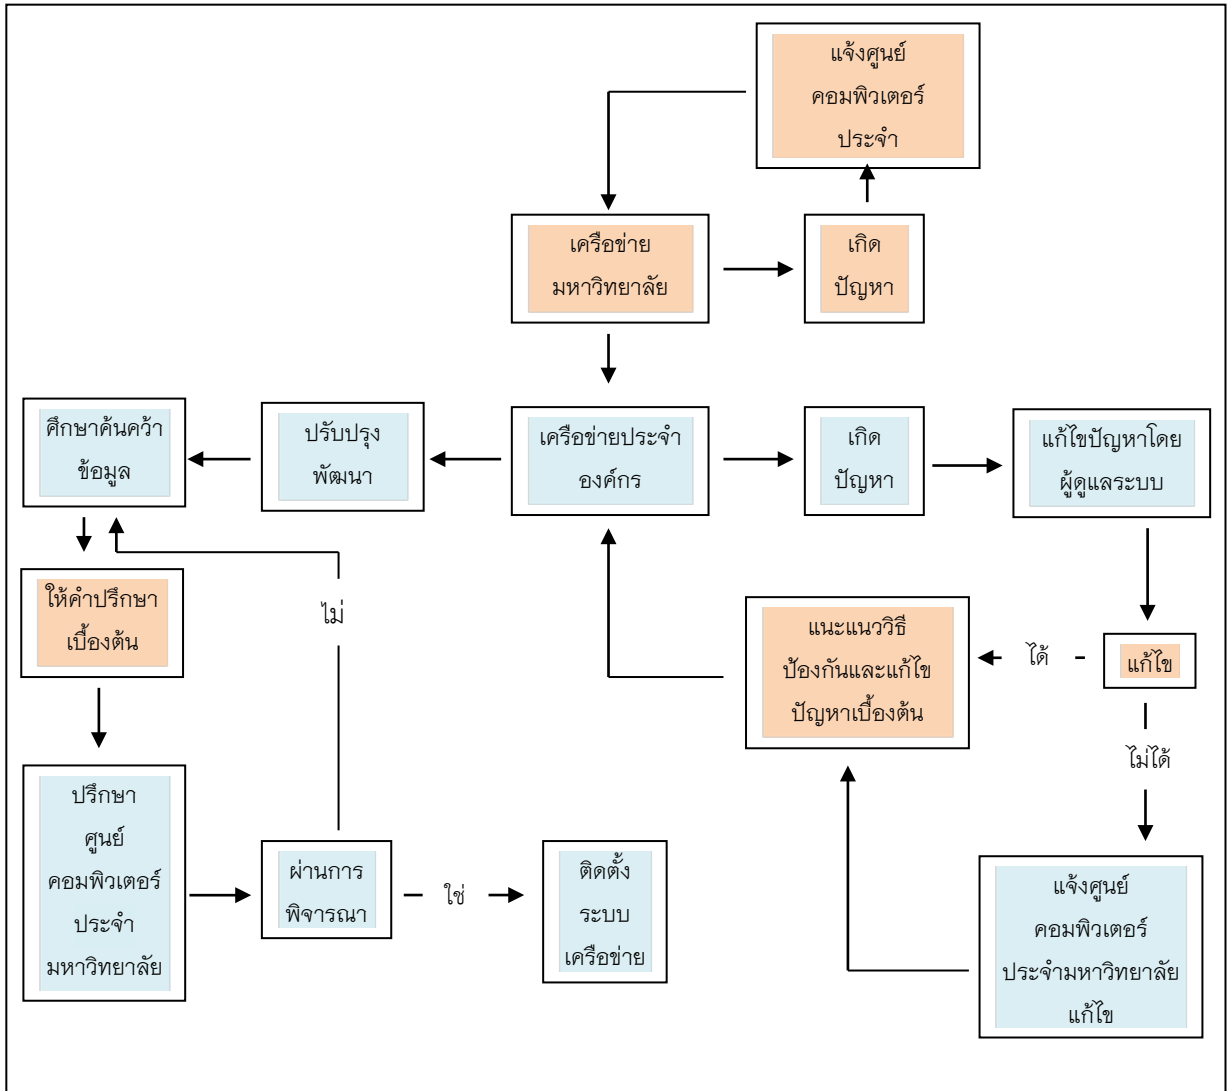 แจ้งศูนย์
คอมพิวเตอร์
ประจำ
เครือข่าย
มหาวิทยาลัย
เกิด
ปัญหา
ศึกษาค้นคว้า
ข้อมูล
ปรับปรุง
พัฒนา
เครือข่ายประจำ
องค์กร
เกิด
ปัญหา
แก้ไขปัญหาโดย
ผู้ดูแลระบบ
ให้คำปรึกษา
เบื้องต้น
ไม่
แนะแนววิธี
ป้องกันและแก้ไข
ปัญหาเบื้องต้น
ได้
แก้ไข
ไม่ได้
ปรึกษา
ศูนย์
คอมพิวเตอร์
ประจำ
มหาวิทยาลัย
ผ่านการ
พิจารณา
ใช่
ติดตั้ง
ระบบ
เครือข่าย
แจ้งศูนย์
คอมพิวเตอร์
ประจำมหาวิทยาลัย
แก้ไข